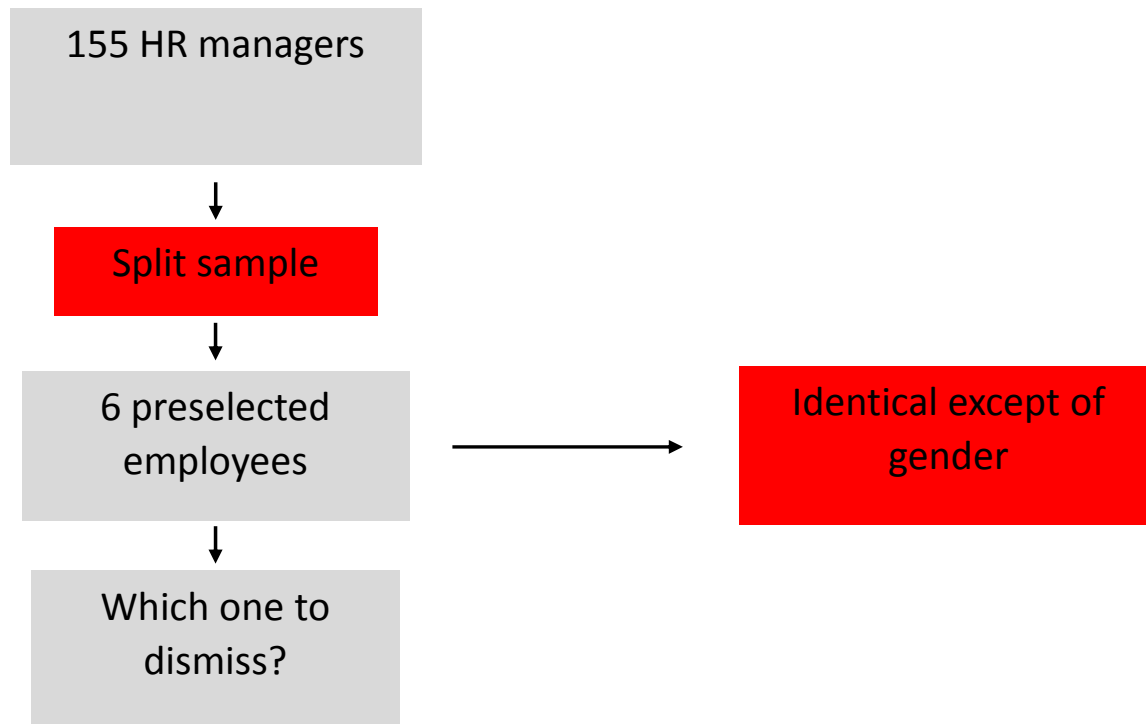 155 HR managers
Split sample
6 preselected
employees
Identical except of
gender
Which one to
dismiss?